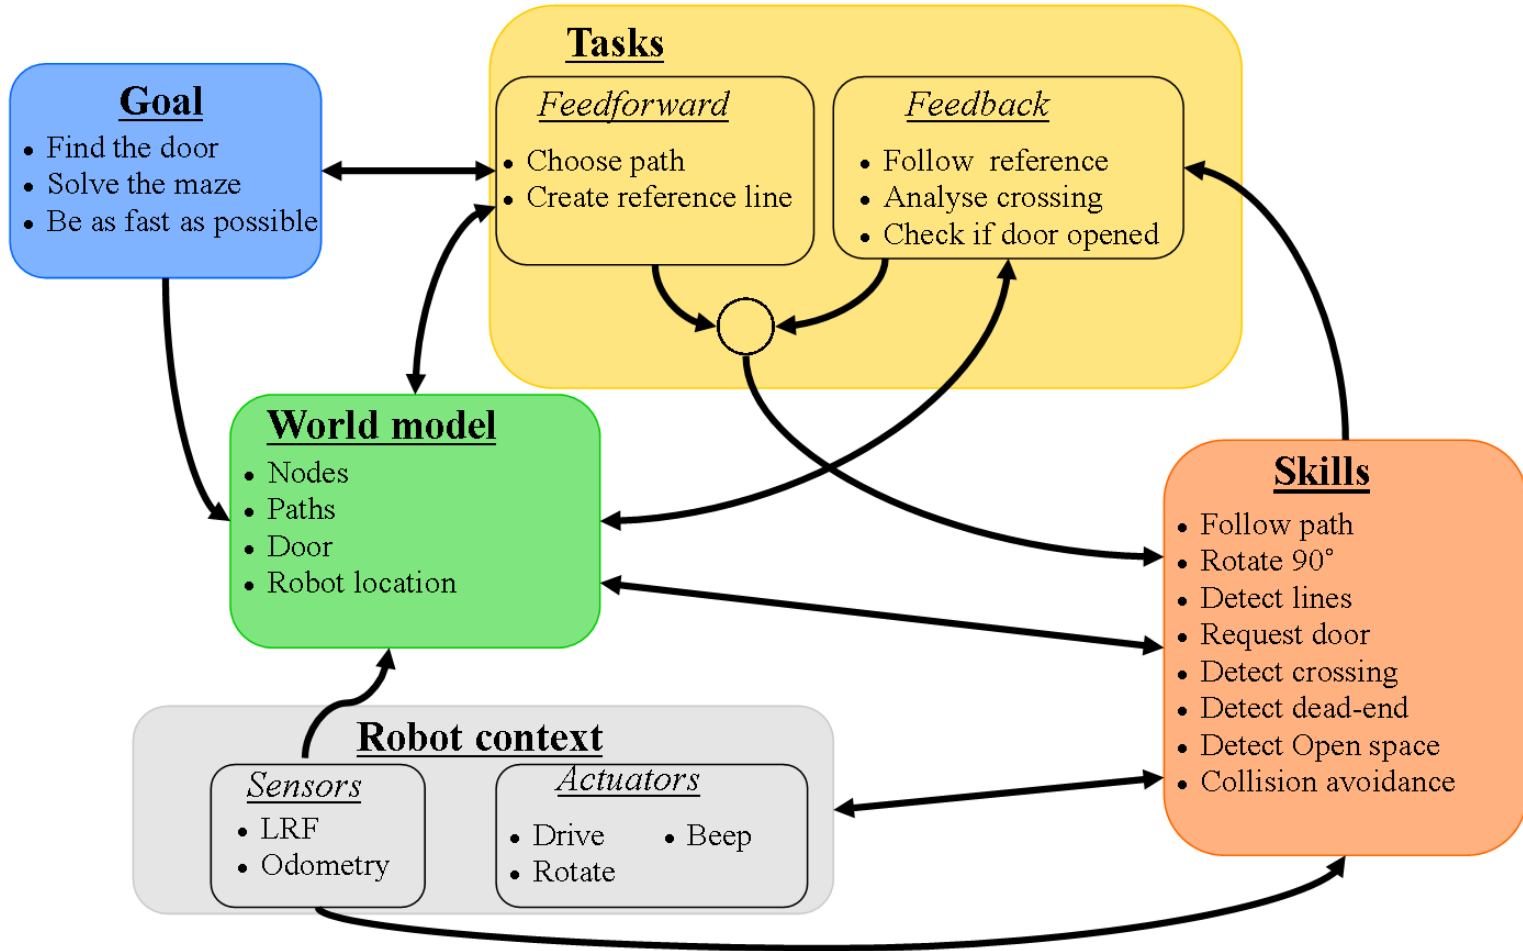 Tasks
Feedforward
• Choose path
• Create reference line
Feedback
• Follow reference
• Analyse crossing
• Check if door opened
Goal
• Find the door
• Solve the maze
• Be as fast as possible
World model
• Nodes
• Paths
• Door
• Robot location
Skills
• Follow path
• Rotate 90°
• Detect lines
• Request door
• Detect crossing
• Detect dead-end
• Detect Open space
• Collision avoidance
Robot context
Sensors
• LRF
• Odometry
Actuators
• Drive
• Rotate
• Beep